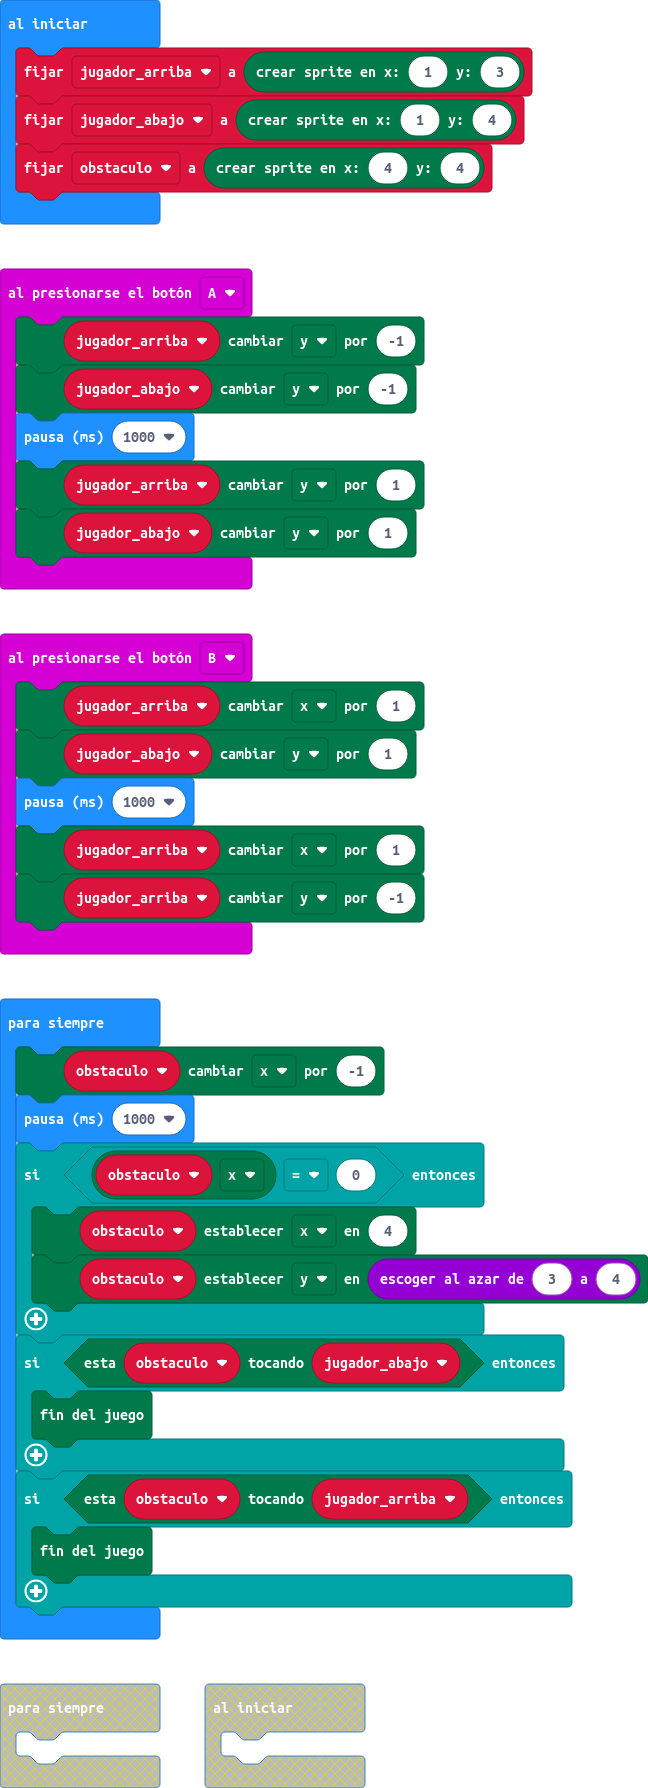 al iniciar
fijar jugador_arriba a crear sprite en x: 1 y: 3
fijar jugador_abajo a crear sprite en x: 1 y: 4
fijar obstaculo a crear sprite en x: 4 y: 4
al presionarse el botón A
jugador_arriba cambiar y por -1
jugador_abajo cambiar y por -1
pausa (ms) 1000
jugador_arriba cambiar y por 1
jugador_abajo cambiar y por 1
al presionarse el botón B
jugador_arriba cambiar x por 1
jugador_abajo cambiar y por 1
pausa (ms) 1000
jugador_arriba cambiar x por 1
jugador_arriba cambiar y por -1
para siempre
obstaculo cambiar x por -1
pausa (ms) 1000
si obstaculo x = 0 entonces
obstaculo establecer x en 4
obstaculo establecer y en escoger al azar de 3 a 4
si esta obstaculo tocando jugador_abajo entonces
fin del juego
si esta obstaculo tocando jugador_arriba entonces
fin del juego
para siempre al iniciar